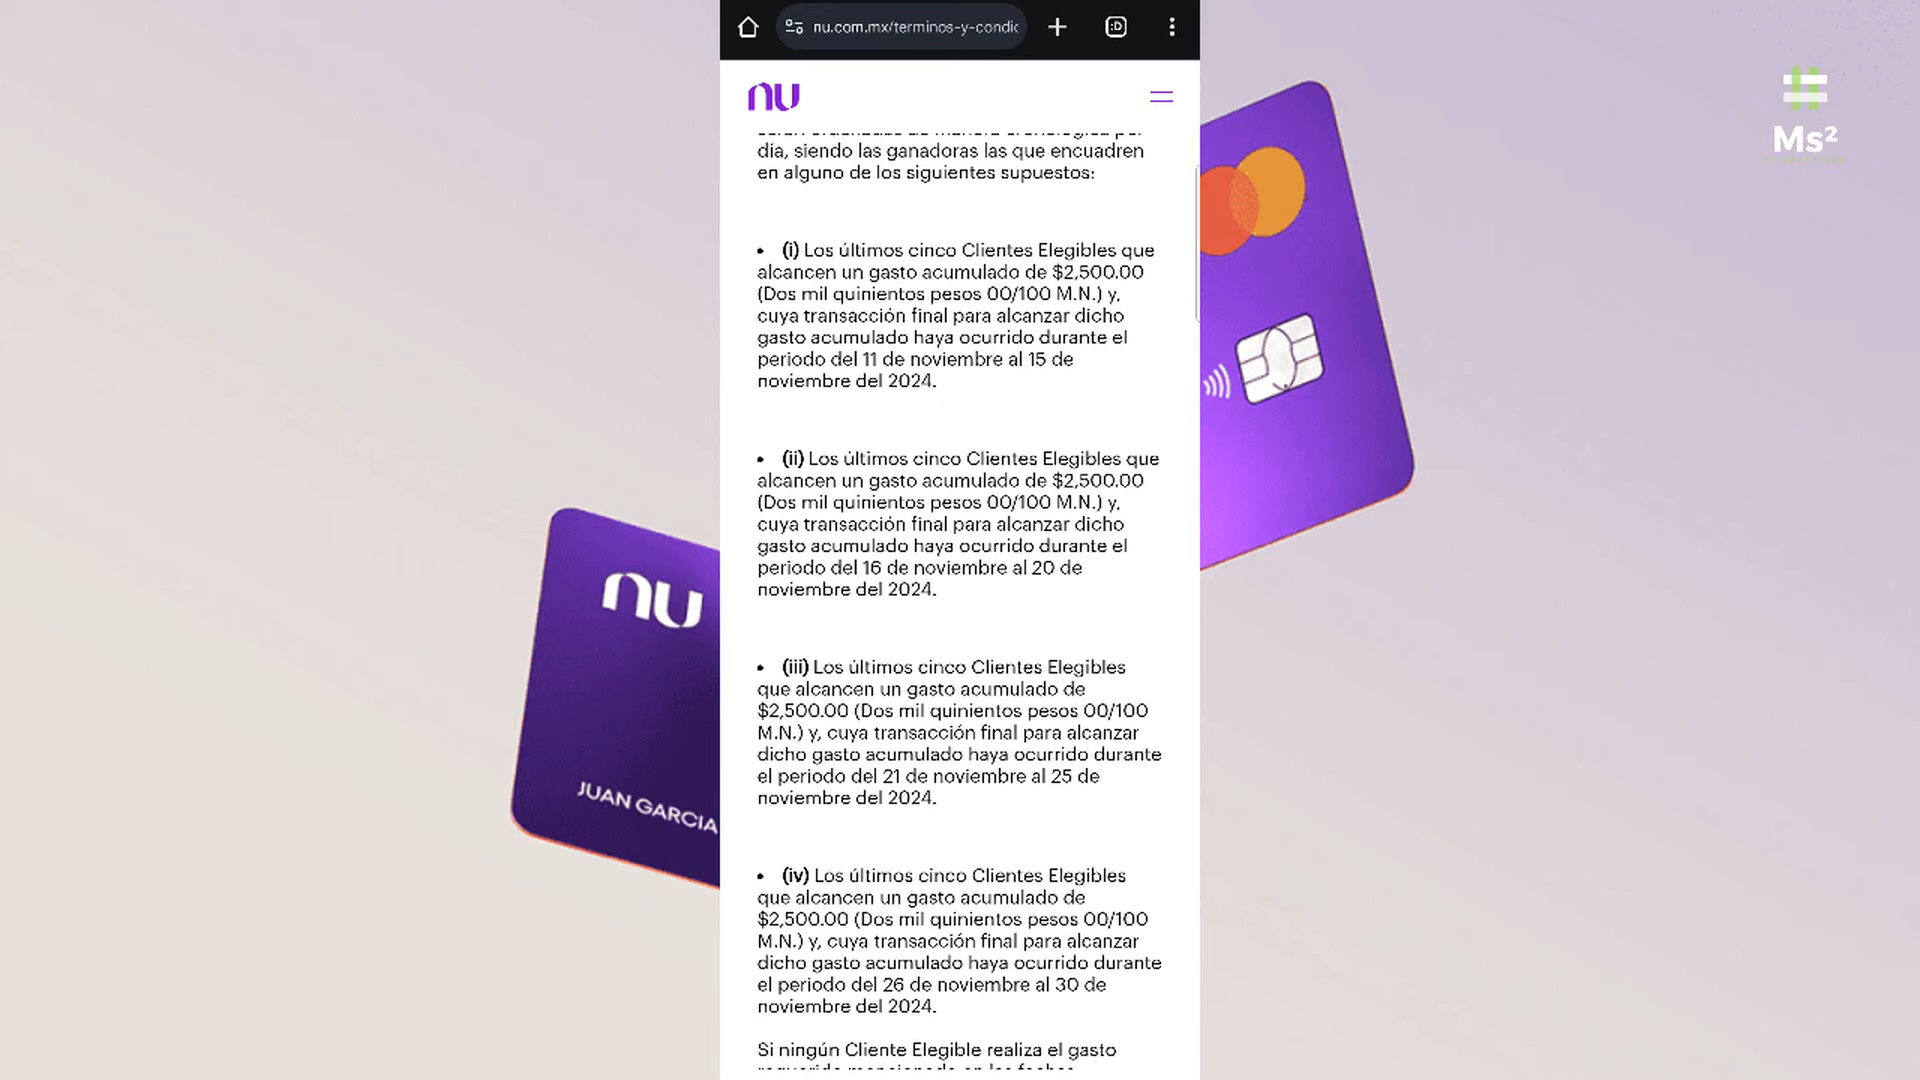 nu.com.mx/terminos-y-condic
nu
Ms²
día, siendo las ganadoras las que encuadren
en alguno de los siguientes supuestos:
• (i) Los últimos cinco Clientes Elegibles que
alcancen un gasto acumulado de $2,500.00
(Dos mil quinientos pesos 00/100 M.N.) y,
cuya transacción final para alcanzar dicho
gasto acumulado haya ocurrido durante el
periodo del 11 de noviembre al 15 de
noviembre del 2024.
• (ii) Los últimos cinco Clientes Elegibles que
alcancen un gasto acumulado de $2,500.00
(Dos mil quinientos pesos 00/100 M.N.) y,
cuya transacción final para alcanzar dicho
gasto acumulado haya ocurrido durante el
periodo del 16 de noviembre al 20 de
noviembre del 2024.
• (iii) Los últimos cinco Clientes Elegibles
que alcancen un gasto acumulado de
$2,500.00 (Dos mil quinientos pesos 00/100
M.N.) y, cuya transacción final para alcanzar
dicho gasto acumulado haya ocurrido durante
el periodo del 21 de noviembre al 25 de
noviembre del 2024.
• (iv) Los últimos cinco Clientes Elegibles
que alcancen un gasto acumulado de
$2,500.00 (Dos mil quinientos pesos 00/100
M.N.) y, cuya transacción final para alcanzar
dicho gasto acumulado haya ocurrido durante
el periodo del 26 de noviembre al 30 de
noviembre del 2024.
Si ningún Cliente Elegible realiza el gasto
nu
JUAN GARCIA